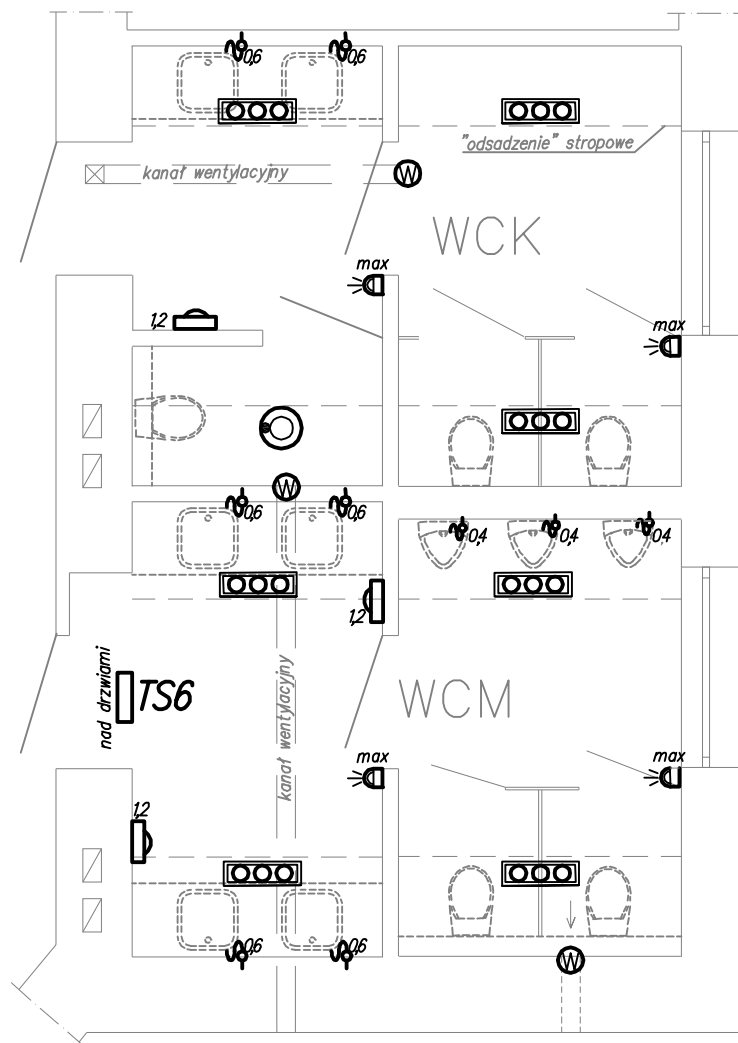 0,6
0,6
"odsadzenie" stropowe
kanał wentylacyjny
W
WCK
max
1,2
max
W
0,6
0,6
0,4
0,4
0,4
1,2
nad drzwiami
TS6
kanał wentylacyjny
WCM
max
max
1,2
0,6
0,6
W